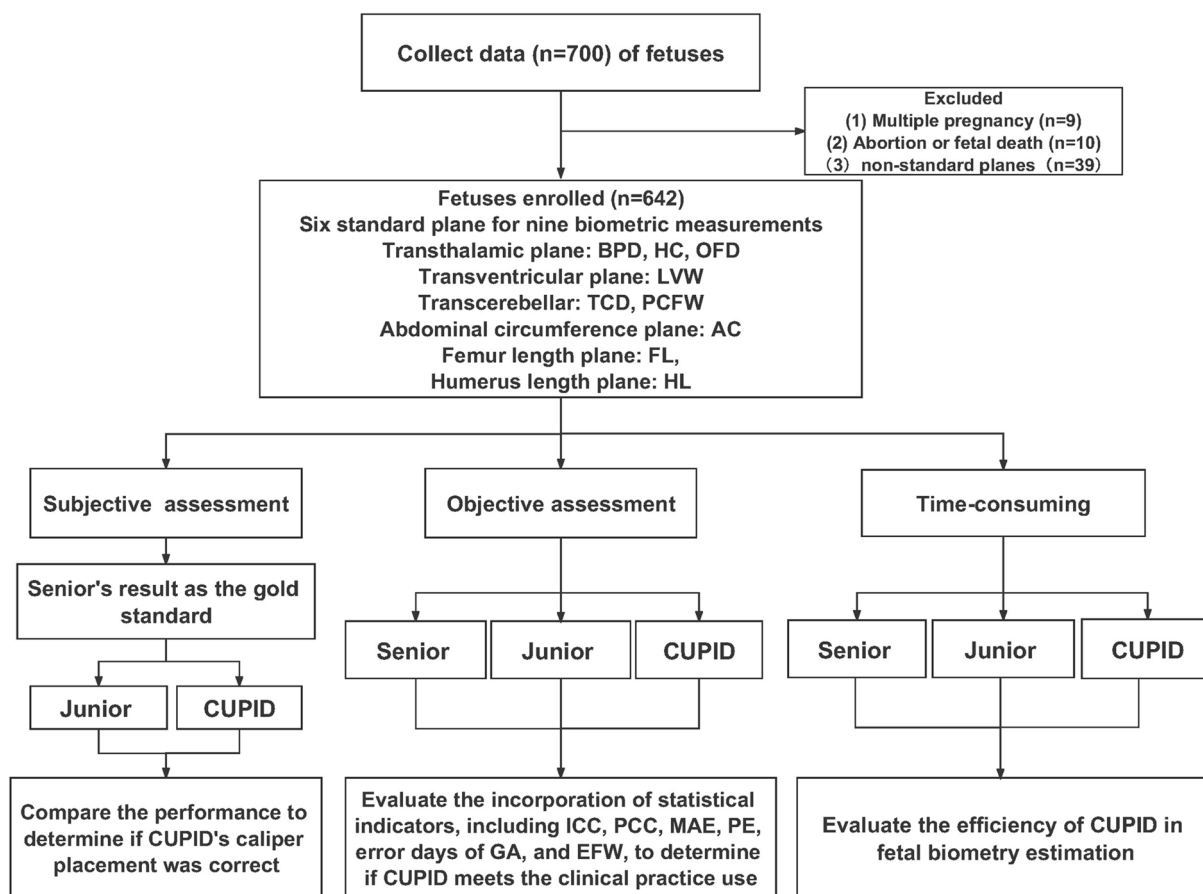 Collect data (n=700) of fetuses
Excluded
(1) Multiple pregnancy (n=9)
(2) Abortion or fetal death (n=10)
（3）non-standard planes（n=39）
Fetuses enrolled (n=642)
Six standard plane for nine biometric measurements
Transthalamic plane: BPD, HC, OFD
Transventricular plane: LVW
Transcerebellar: TCD, PCFW
Abdominal circumference plane: AC
Femur length plane: FL,
Humerus length plane: HL
Subjective assessment
Objective assessment
Time-consuming
Senior's result as the gold
standard
Junior
CUPID
Senior
Junior
CUPID
Senior
Junior
CUPID
Compare the performance to
determine if CUPID's caliper
placement was correct
Evaluate the incorporation of statistical
indicators, including ICC, PCC, MAE, PE,
error days of GA, and EFW, to determine
if CUPID meets the clinical practice use
Evaluate the efficiency of CUPID in
fetal biometry estimation